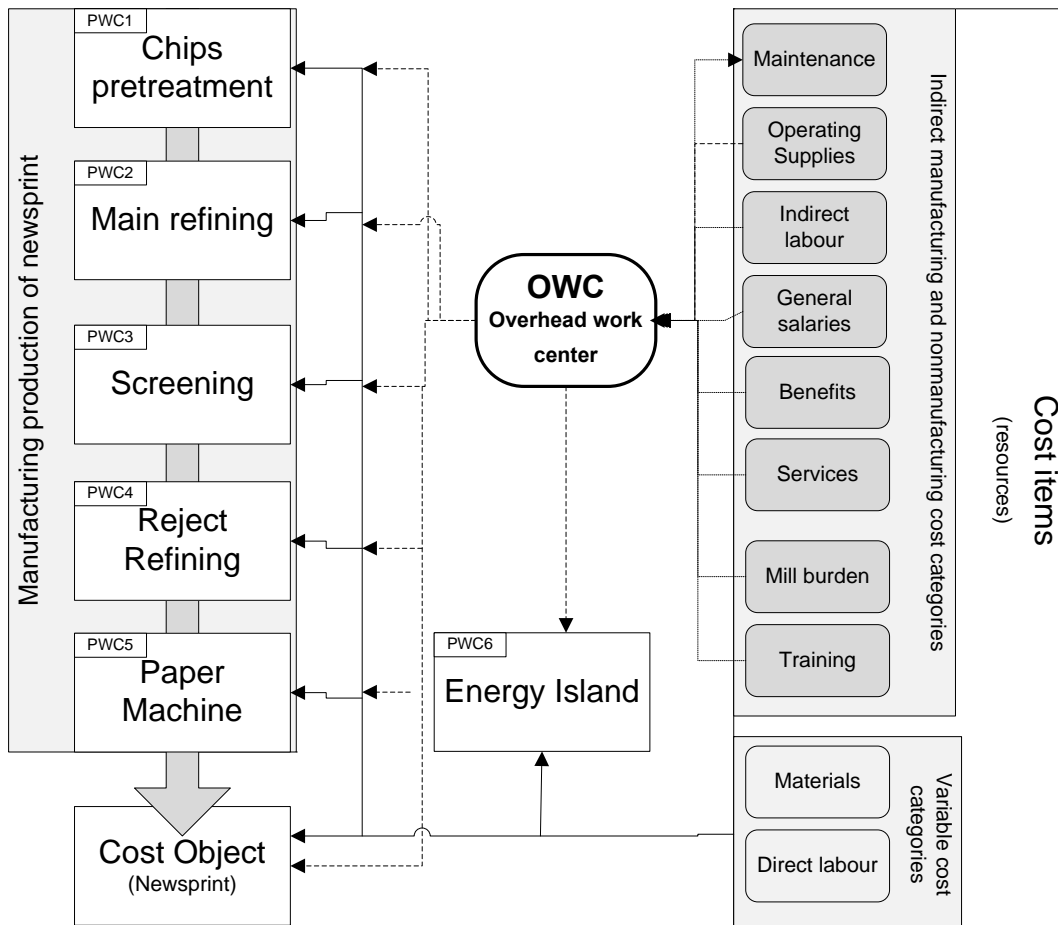 Manufacturing production of newsprint
PWC1
Chips
pretreatment
PWC2
Main refining
PWC3
Screening
PWC4
Reject
Refining
PWC5
Paper
Machine
Cost Object
(Newsprint)
OWC
Overhead work
center
PWC6
Energy Island
Maintenance
Operating
Supplies
Indirect
labour
General
salaries
Benefits
Services
Mill burden
Training
Indirect manufacturing and nonmanufacturing cost categories
Materials
Direct labour
Variable cost
categories
Cost items
(resources)